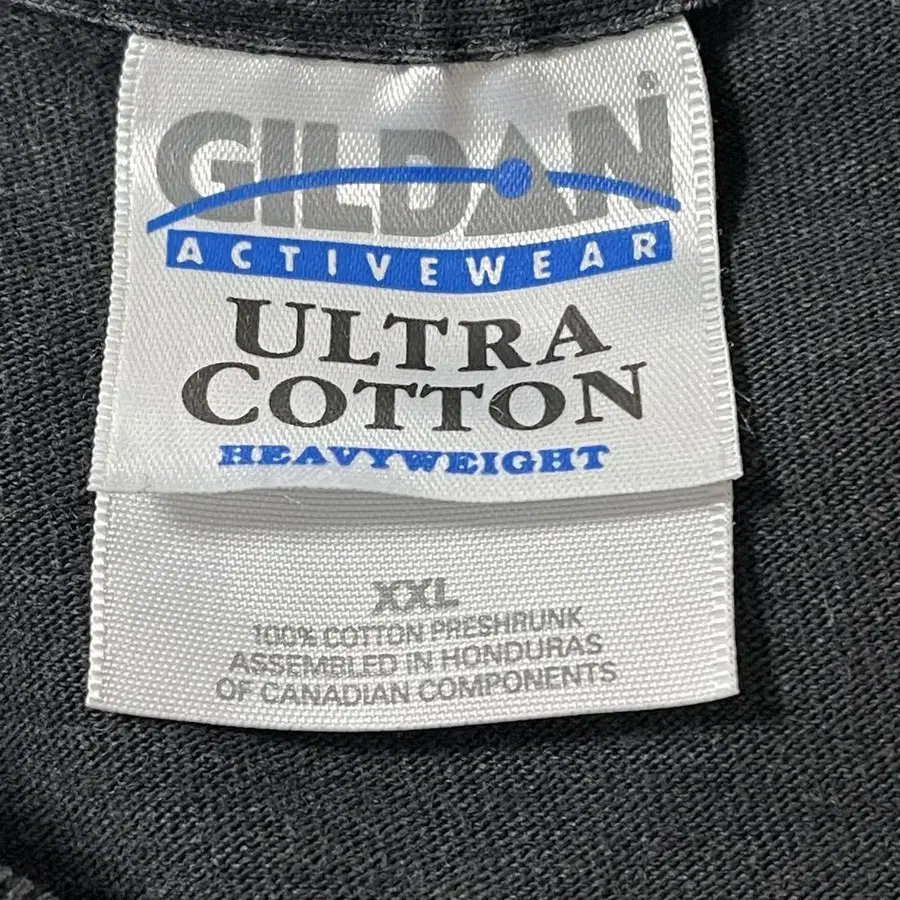 GILDAN®
ACTIVEWEAR
ULTRA
COTTON
HEAVYWEIGHT
XXL
100% COTTON PRESHRUNK
ASSEMBLED IN HONDURAS
OF CANADIAN COMPONENTS